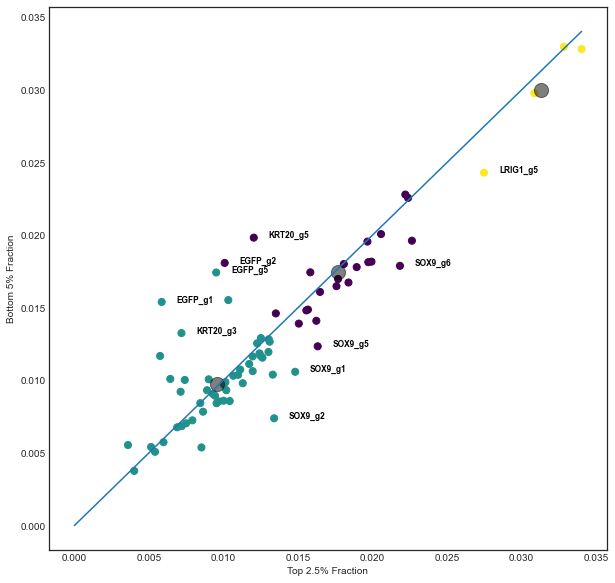 0.035
0.030
0.025
0.020
0.015
0.010
0.005
0.000
Bottom 5% Fraction
LRIG1_g5
KRT20_g5
EGFP_g2
SOX9_g6
EGFP_g5
EGFP_g1
KRT20_g3
SOX9_g5
SOX9_g1
SOX9_g2
0.000 0.005 0.010 0.015 0.020 0.025 0.030 0.035
Top 2.5% Fraction